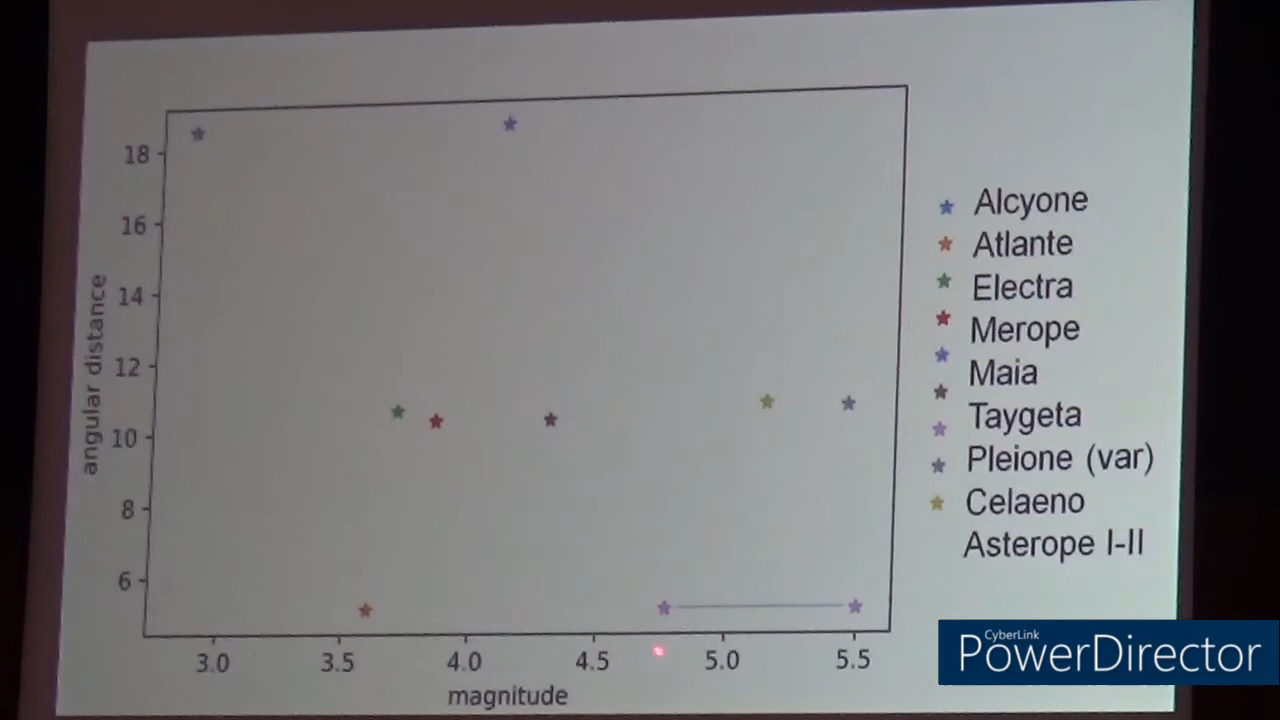 18
16
14
12
10
8
6
angular distance
3.0 3.5 4.0 4.5 5.0 5.5
magnitude
Alcyone
Atlante
Electra
Merope
Maia
Taygeta
Pleione (var)
Celaeno
Asterope I-II
CyberLink
PowerDirector